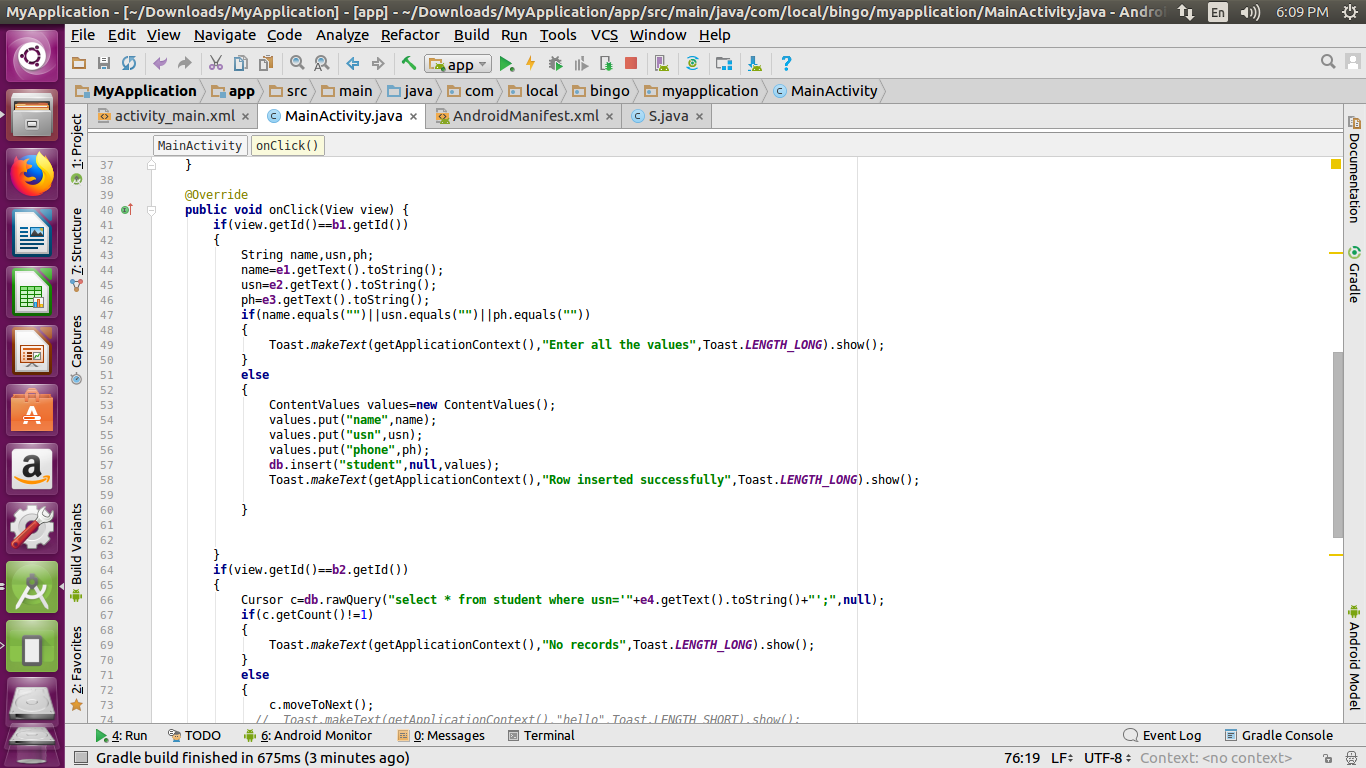 MyApplication - [~/Downloads/MyApplication] - [app] - ~/Downloads/MyApplication/app/src/main/java/com/local/bingo/myapplication/MainActivity.java - Andro
En
6:09 PM
File Edit View Navigate Code Analyze Refactor Build Run Tools VCS Window Help
app
MyApplication app src main java com local bingo myapplication MainActivity
activity_main.xml MainActivity.java AndroidManifest.xml S.java
MainActivity onClick()
1: Project
7: Structure
Captures
Build Variants
2: Favorites
37 }
38
39 @Override
40 public void onClick(View view) {
41 if(view.getId()==b1.getId())
42 {
43 String name,usn,ph;
44 name=e1.getText().toString();
45 usn=e2.getText().toString();
46 ph=e3.getText().toString();
47 if(name.equals("")||usn.equals("")||ph.equals(""))
48 {
49 Toast.makeText(getApplicationContext(),"Enter all the values",Toast.LENGTH_LONG).show();
50 }
51 else
52 {
53 ContentValues values=new ContentValues();
54 values.put("name",name);
55 values.put("usn",usn);
56 values.put("phone",ph);
57 db.insert("student",null,values);
58 Toast.makeText(getApplicationContext(),"Row inserted successfully",Toast.LENGTH_LONG).show();
59
60 }
61
62
63 }
64 if(view.getId()==b2.getId())
65 {
66 Cursor c=db.rawQuery("select * from student where usn='"+e4.getText().toString()+"';",null);
67 if(c.getCount()!=1)
68 {
69 Toast.makeText(getApplicationContext(),"No records",Toast.LENGTH_LONG).show();
70 }
71 else
72 {
73 c.moveToNext();
74 // Toast.makeText(getApplicationContext(),"hello",Toast.LENGTH_SHORT).show();
Documentation
Gradle
Android Model
4: Run TODO 6: Android Monitor 0: Messages Terminal Event Log Gradle Console
Gradle build finished in 675ms (3 minutes ago) 76:19 LF UTF-8 Context: <no context>